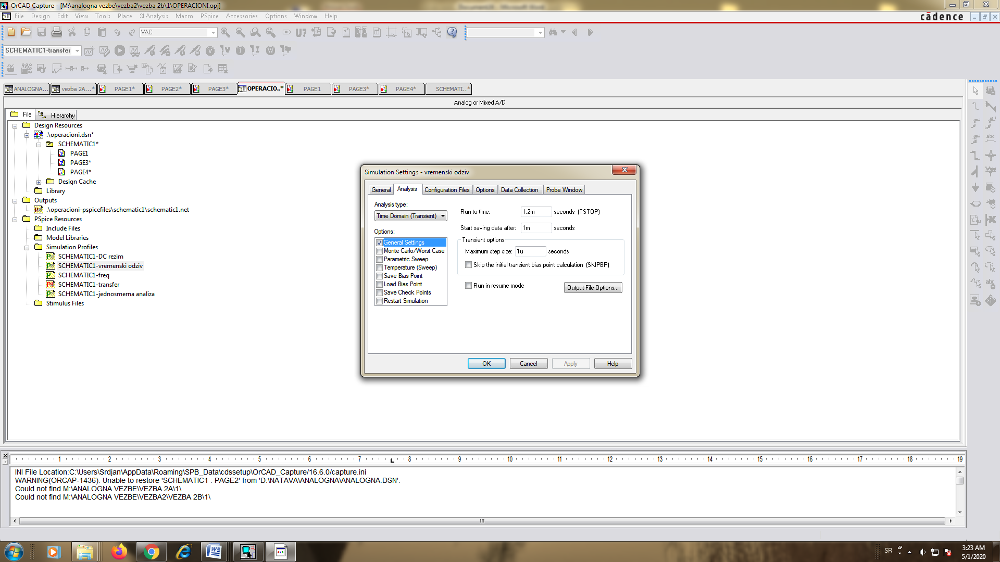 OrCAD Capture - [M:\analogna vezbe\vezba2\vezba 2b\1\OPERACIONI.opj]
File Design Edit View Tools Place SI Analysis Macro PSpice Accessories Options Window Help
cādence
VAC
SCHEMATIC1-transfer
ANALOGNA... vezba 2A...* PAGE1* PAGE2* PAGE3* OPERACIO..* PAGE1 PAGE3* PAGE4* SCHEMATI..*
Analog or Mixed A/D
File Hierarchy
Design Resources
.\operacioni.dsn*
SCHEMATIC1*
PAGE1
PAGE3*
PAGE4*
Design Cache
Library
Outputs
.\operacioni-pspicefiles\schematic1\schematic1.net
PSpice Resources
Include Files
Model Libraries
Simulation Profiles
SCHEMATIC1-DC rezim
SCHEMATIC1-vremenski odziv
SCHEMATIC1-freq
SCHEMATIC1-transfer
SCHEMATIC1-jednosmerna analiza
Stimulus Files
Simulation Settings - vremenski odziv
General Analysis Configuration Files Options Data Collection Probe Window
Analysis type:
Time Domain (Transient)
Options:
General Settings
Monte Carlo/Worst Case
Parametric Sweep
Temperature (Sweep)
Save Bias Point
Load Bias Point
Save Check Points
Restart Simulation
Run to time: 1.2m seconds (TSTOP)
Start saving data after: 1m seconds
Transient options
Maximum step size: 1u seconds
Skip the initial transient bias point calculation (SKIPBP)
Run in resume mode
Output File Options...
OK Cancel Apply Help
1 2 3 4 5 6 7 8 9 10 11 12 13 14 15 16 17 18 19
INI File Location:C:\Users\Srdjan\AppData\Roaming\SPB_Data\cdssetup\OrCAD_Capture/16.6.0/capture.ini
WARNING(ORCAP-1436): Unable to restore 'SCHEMATIC1 : PAGE2' from 'D:\NATAVA\ANALOGNA\ANALOGNA.DSN'.
Could not find M:\ANALOGNA VEZBE\VEZBA 2A\1\
Could not find M:\ANALOGNA VEZBE\VEZBA2\VEZBA 2B\1\
SR
3:23 AM
5/1/2020